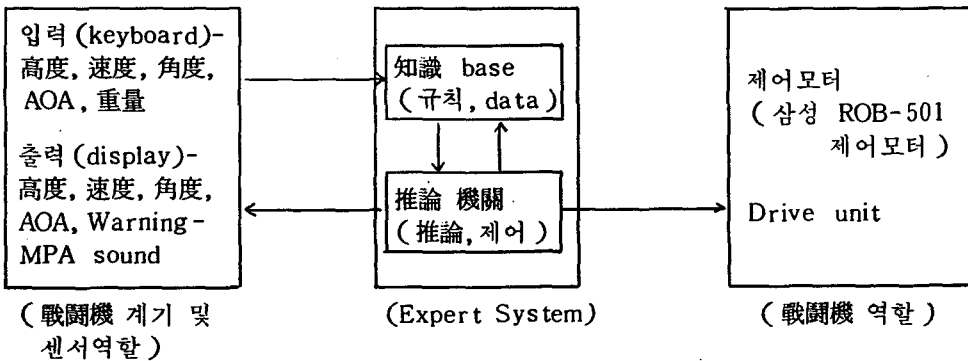 입력 (keyboard)-
高度, 速度, 角度,
AOA, 重量
출력 (display)-
高度, 速度, 角度,
AOA, Warning-
MPA sound
(戰鬪機 계기 및
센서역할)
知識 base
(규칙, data)
推論 機關
(推論, 제어)
(Expert System)
제어모터
(삼성 ROB-501
제어모터)
Drive unit
(戰鬪機 역할)